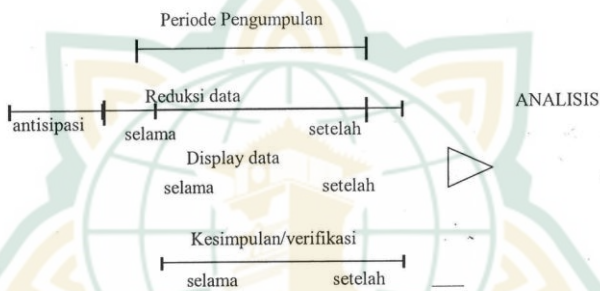 Periode Pengumpulan
Reduksi data
ANALISIS
antisipasi
selama
setelah
Display data
selama
setelah
Kesimpulan/verifikasi
selama
setelah